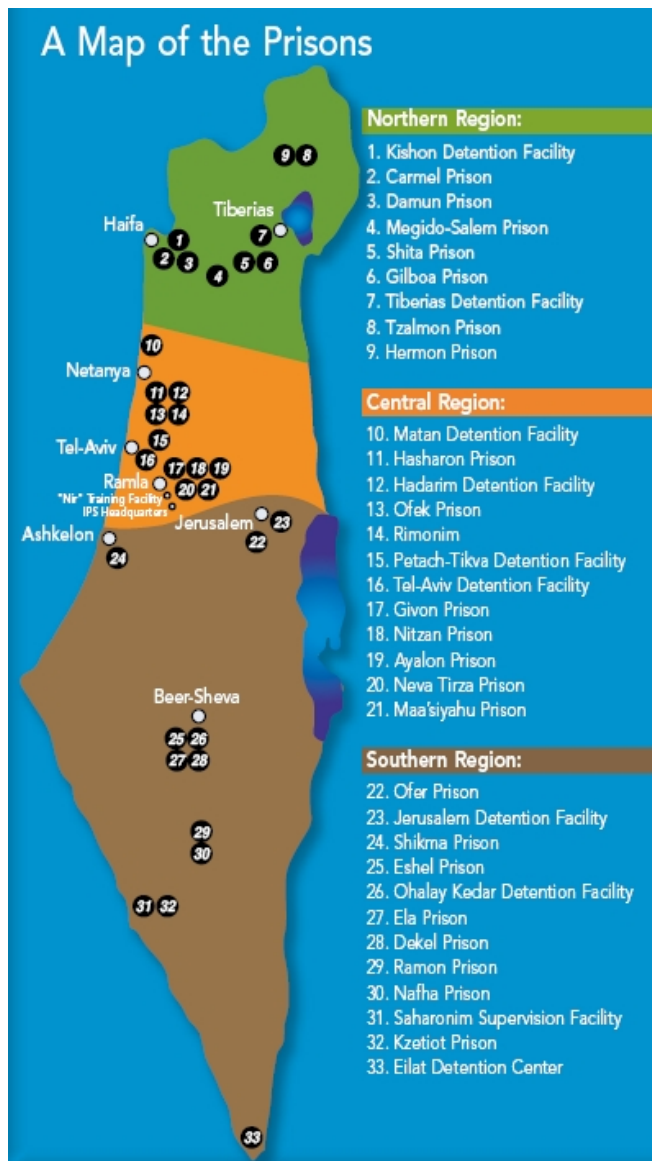 A Map of the Prisons
Northern Region:
1. Kishon Detention Facility
2. Carmel Prison
3. Damun Prison
4. Megido-Salem Prison
5. Shita Prison
6. Gilboa Prison
7. Tiberias Detention Facility
8. Tzalmon Prison
9. Hermon Prison
Central Region:
10. Matan Detention Facility
11. Hasharon Prison
12. Hadarim Detention Facility
13. Ofek Prison
14. Rimonim
15. Petach-Tikva Detention Facility
16. Tel-Aviv Detention Facility
17. Givon Prison
18. Nitzan Prison
19. Ayalon Prison
20. Neva Tirza Prison
21. Maa'siyahu Prison
Southern Region:
22. Ofer Prison
23. Jerusalem Detention Facility
24. Shikma Prison
25. Eshel Prison
26. Ohalay Kedar Detention Facility
27. Ela Prison
28. Dekel Prison
29. Ramon Prison
30. Nafha Prison
31. Saharonim Supervision Facility
32. Kzetiot Prison
33. Eilat Detention Center
9 8
Tiberias
Haifa
1 7
2 3 5 6
4
10
Netanya
11 12
13 14
15
Tel-Aviv
16
17 18 19
Ramla
20 21
"Nir" Training Facility
IPS Headquarters
Jerusalem
23
22
Ashkelon
24
Beer-Sheva
25 26
27 28
29
30
31 32
33